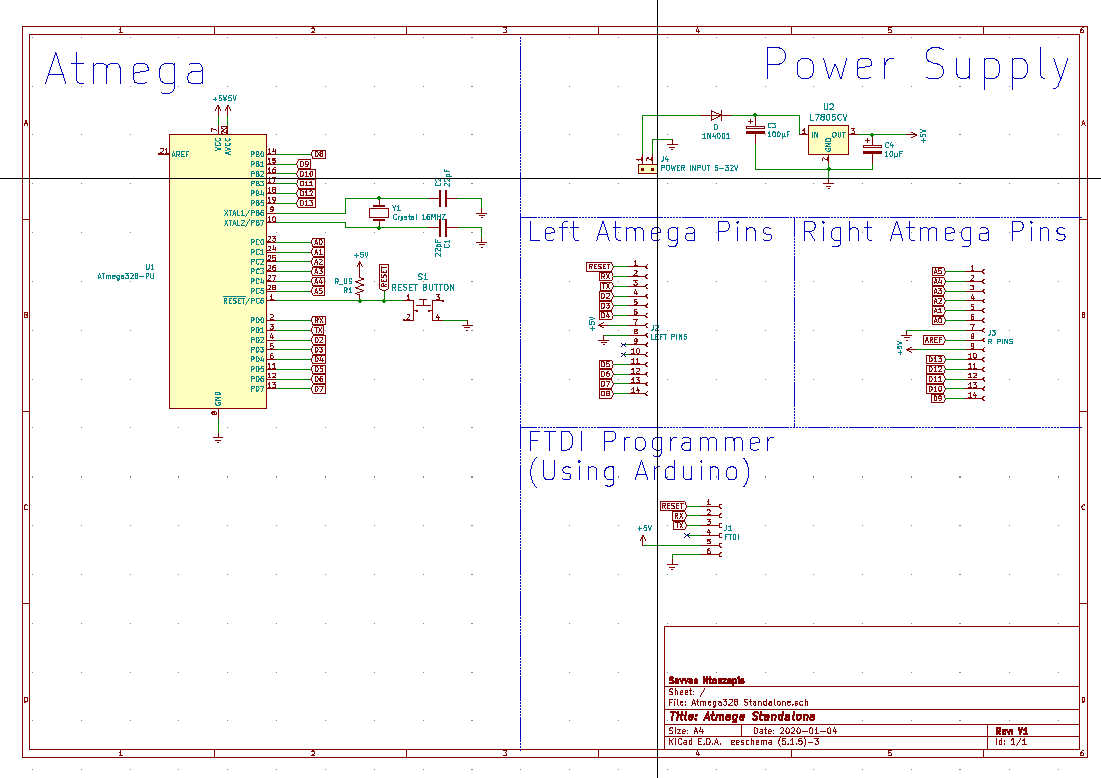 1 2 3 4 5 6
Atmega
Power Supply
+5V +5V
7
VCC
AVCC
21 AREF
PB0 14 D8
PB1 15 D9
PB2 16 D10
PB3 17 D11
PB4 18 D12
PB5 19 D13
XTAL1/PB6 9
XTAL2/PB7 10
PC0 23 A0
PC1 24 A1
PC2 25 A2
PC3 26 A3
PC4 27 A4
PC5 28 A5
RESET/PC6 1
PD0 2 RX
PD1 3 TX
PD2 4 D2
PD3 5 D3
PD4 6 D4
PD5 11 D5
PD6 12 D6
PD7 13 D7
GND
8
U1
ATmega328-PU
C2
22pF
Y1
Crystal 16MHZ
22pF
C1
+5V
R_US
R1
RESET
S1
RESET BUTTON
1 3
2 4
D
1N4001
C3
100µF
U2
L7805CV
1 IN OUT 3
GND
2
+5V
C4
10µF
1 2
J4
POWER INPUT 5-32V
Left Atmega Pins
RESET 1
RX 2
TX 3
D2 4
D3 5
D4 6
+5V 7
8
9
10
D5 11
D6 12
D7 13
D8 14
J2
LEFT PINS
Right Atmega Pins
A5 1
A4 2
A3 3
A2 4
A1 5
A0 6
7
AREF 8
+5V 9
D13 10
D12 11
D11 12
D10 13
D9 14
J3
R PINS
FTDI Programmer
(Using Arduino)
RESET 1
RX 2
TX 3
4
+5V 5
6
J1
FTDI
Sheet: /
File: Atmega328 Standalone.sch
Title: Atmega Standalone
Size: A4 Date: 2020-01-04 Rev: V1
KiCad E.D.A. eeschema (5.1.5)-3 Id: 1/1
A B C D
A B C D
1 2 3 4 5 6